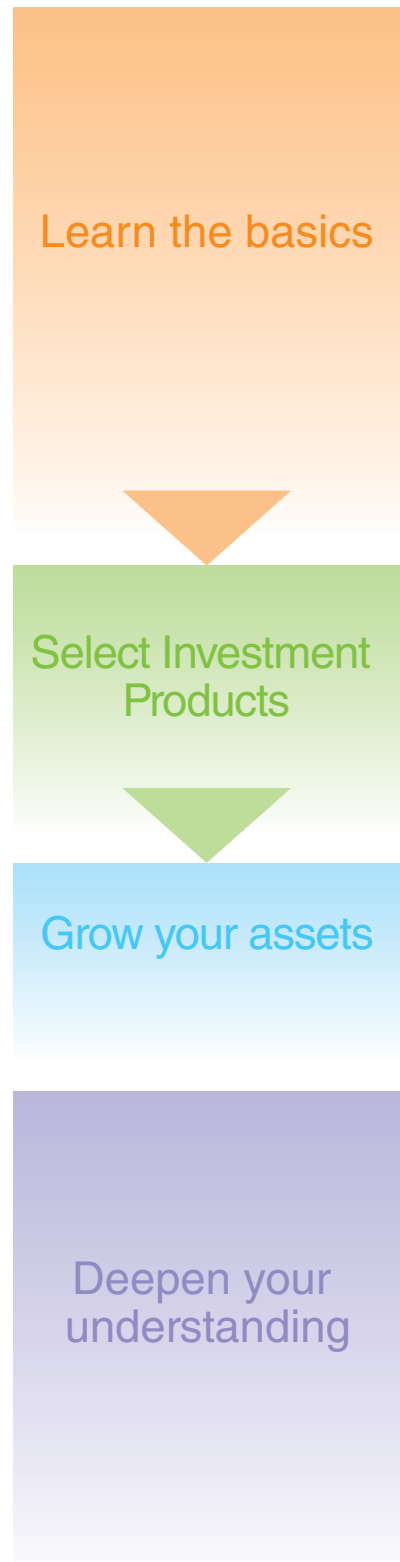 Learn the basics
Select Investment
Products
Grow your assets
Deepen your
understanding